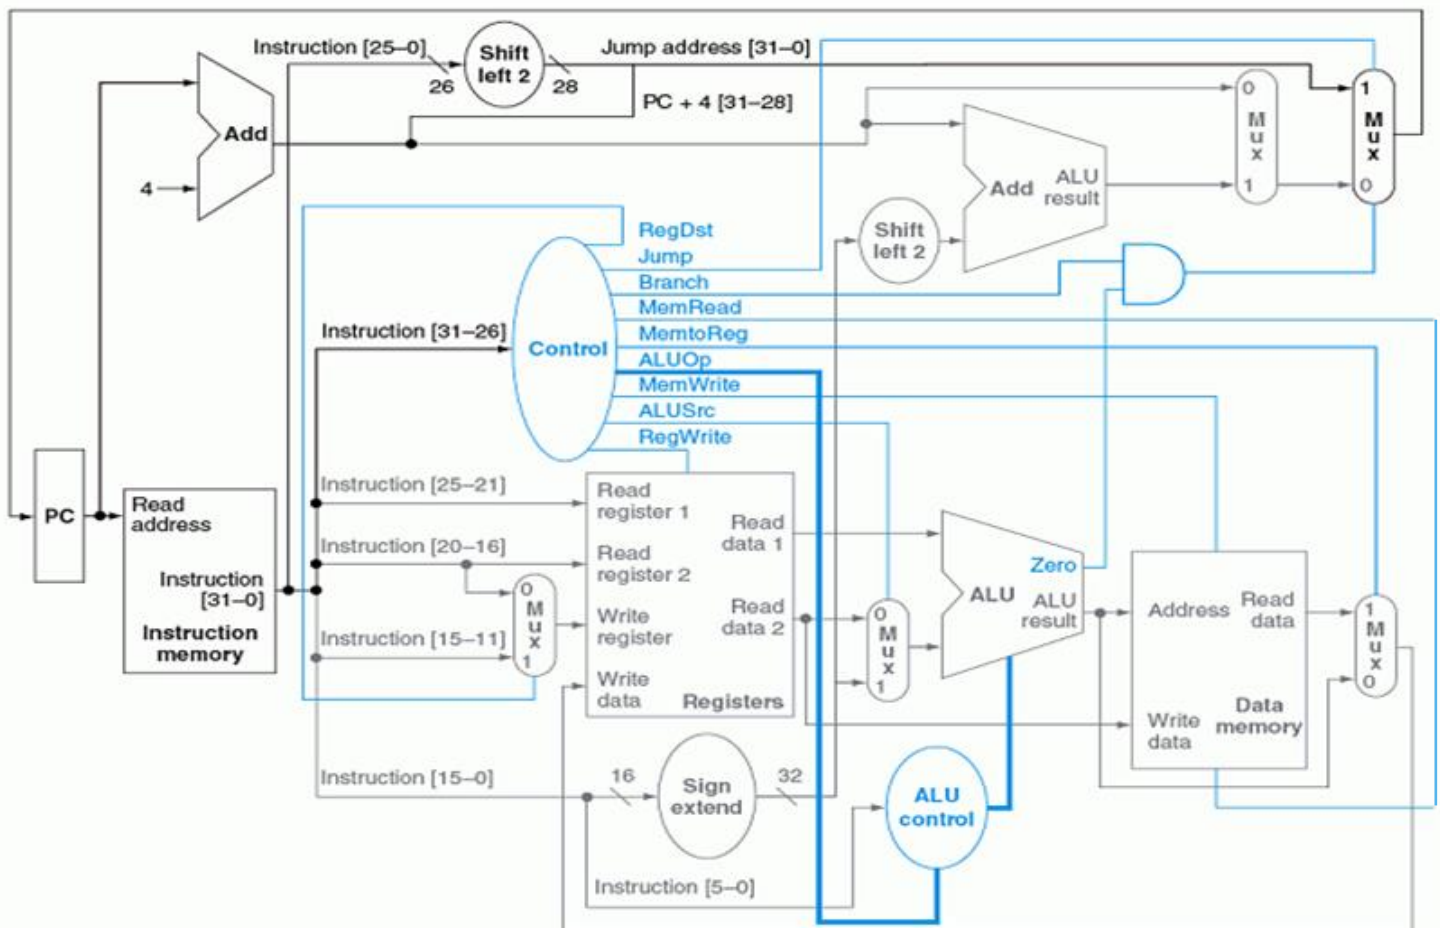 Instruction [25–0]
Shift
left 2
Jump address [31–0]
26
28
PC + 4 [31–28]
Add
4
0
M
u
x
1
1
M
u
x
0
Add
ALU
result
Shift
left 2
RegDst
Jump
Branch
MemRead
MemtoReg
ALUOp
MemWrite
ALUSrc
RegWrite
Control
Instruction [31–26]
PC
Read
address
Instruction
[31–0]
Instruction
memory
Instruction [25–21]
Instruction [20–16]
Instruction [15–11]
0
M
u
x
1
Read
register 1
Read
register 2
Write
register
Write
data
Read
data 1
Read
data 2
Registers
0
M
u
x
1
Zero
ALU
ALU
result
Address
Read
data
Write
data
Data
memory
1
M
u
x
0
Instruction [15–0]
16
Sign
extend
32
ALU
control
Instruction [5–0]